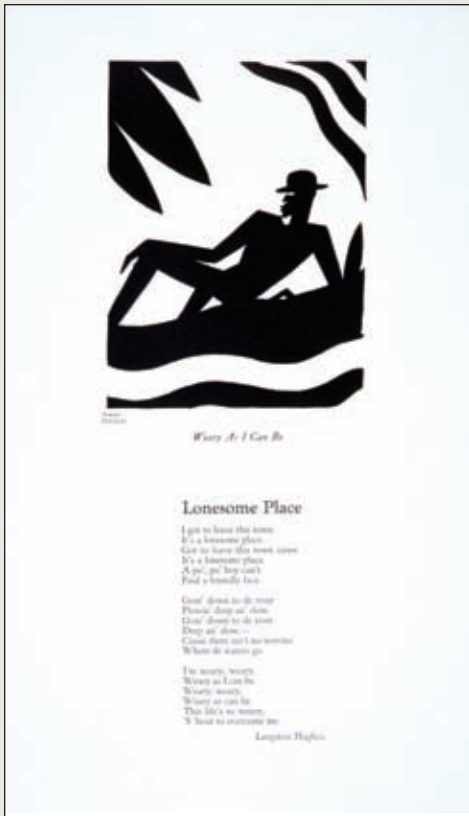 Weary As I Can Be
Lonesome Place
I got to leave this town
It's a lonesome place.
Got to leave this town cause
It's a lonesome place.
A po', po' boy can't
Find a friendly face.
Goin' down to de river
Flowin' deep an' slow.
Goin' down to de river
Deep an' slow,—
Cause there ain't no worries
Where de waters go.
I'm weary, weary,
Weary as I can be.
Weary, weary,
Weary as can be.
This life's so weary,
'S 'bout to overcome me.
Langston Hughes.